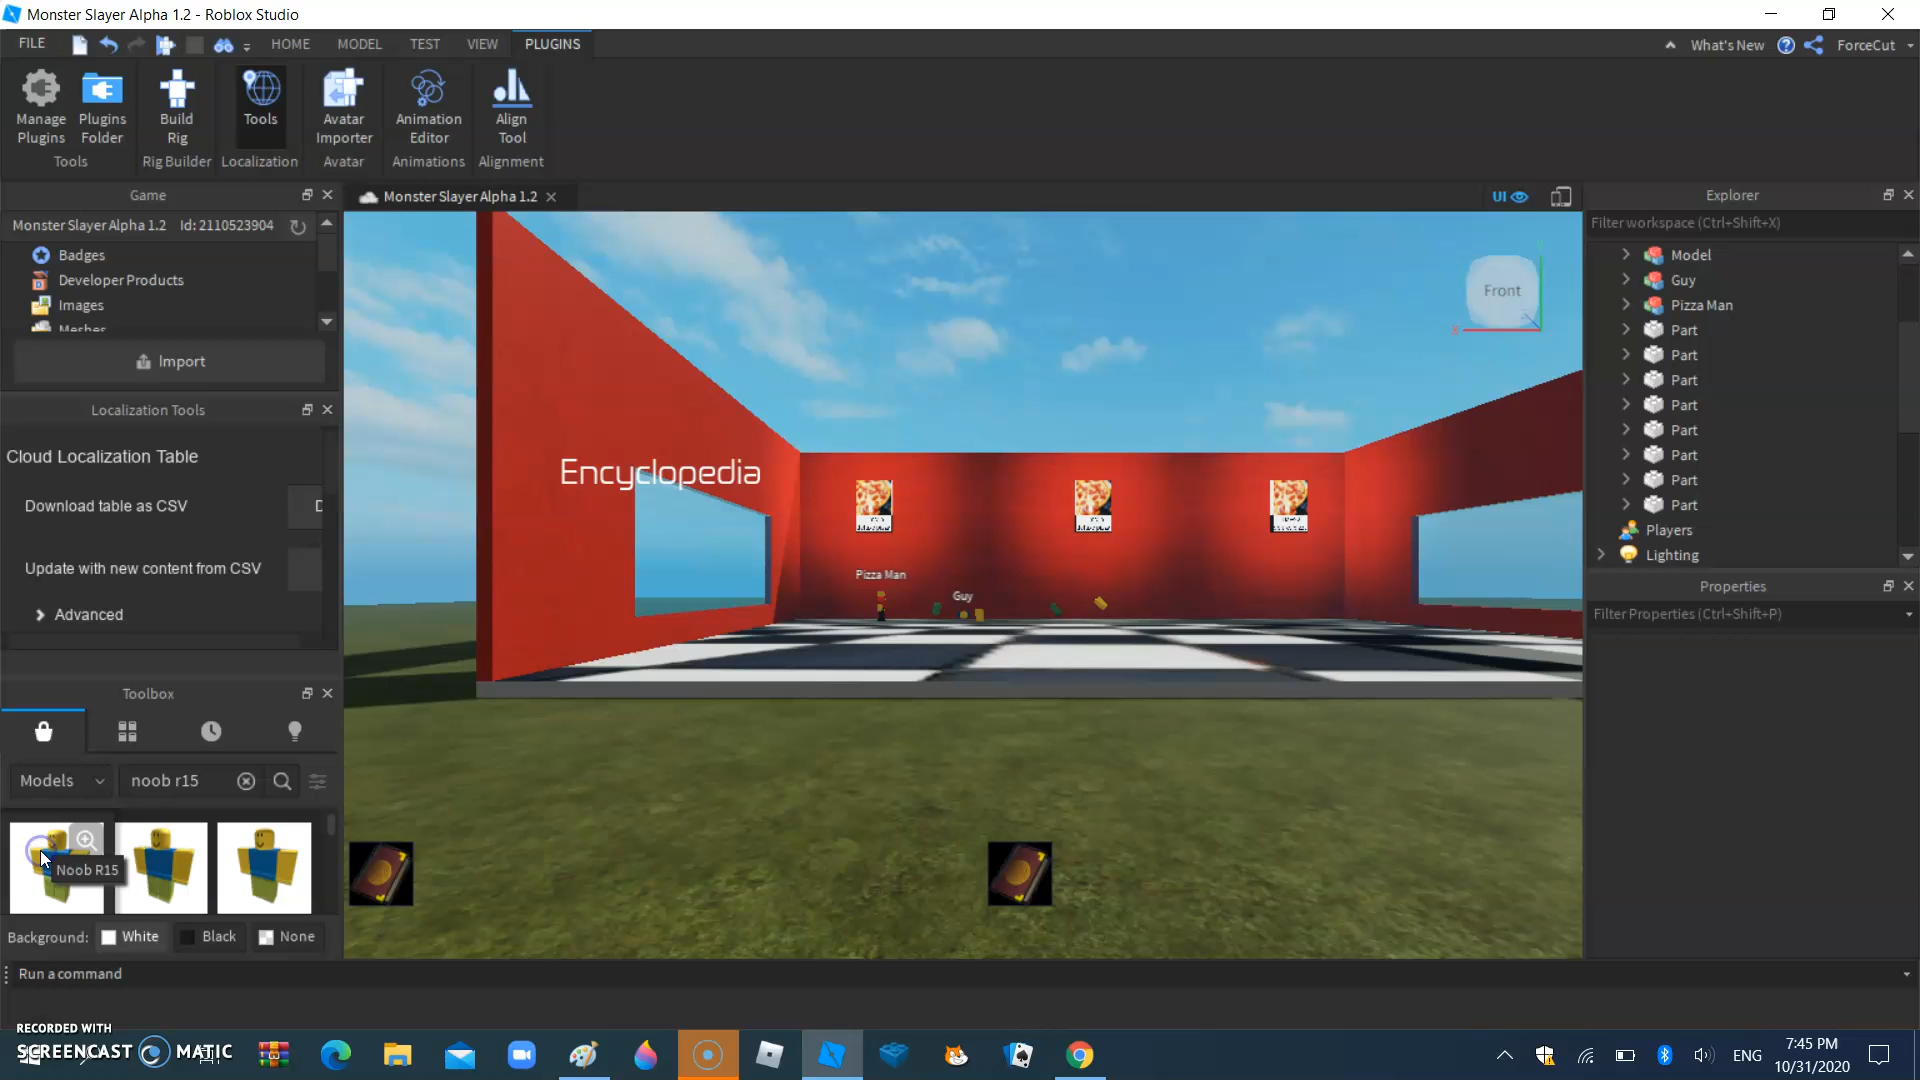 Monster Slayer Alpha 1.2 - Roblox Studio
FILE
HOME
MODEL
TEST
VIEW
PLUGINS
What's New
ForceCut
Manage Plugins
Plugins Folder
Build Rig
Tools
Avatar Importer
Animation Editor
Align Tool
Tools
Rig Builder
Localization
Avatar
Animations
Alignment
Game
Monster Slayer Alpha 1.2 Id: 2110523904
Badges
Developer Products
Images
Meshes
Import
Localization Tools
Cloud Localization Table
Download table as CSV
D
Update with new content from CSV
Advanced
Toolbox
Models
noob r15
Noob R15
Background:
White
Black
None
Run a command
Monster Slayer Alpha 1.2
UI
Front
X
Encyclopedia
Pizza Man
Guy
Explorer
Filter workspace (Ctrl+Shift+X)
Model
Guy
Pizza Man
Part
Part
Part
Part
Part
Part
Part
Part
Players
Lighting
Properties
Filter Properties (Ctrl+Shift+P)
RECORDED WITH
SCREENCAST MATIC
ENG
7:45 PM
10/31/2020